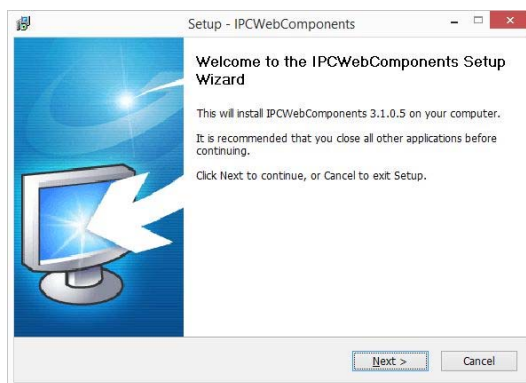 Setup - IPCWebComponents
Welcome to the IPCWebComponents Setup
Wizard
This will install IPCWebComponents 3.1.0.5 on your computer.
It is recommended that you close all other applications before
continuing.
Click Next to continue, or Cancel to exit Setup.
Next >
Cancel